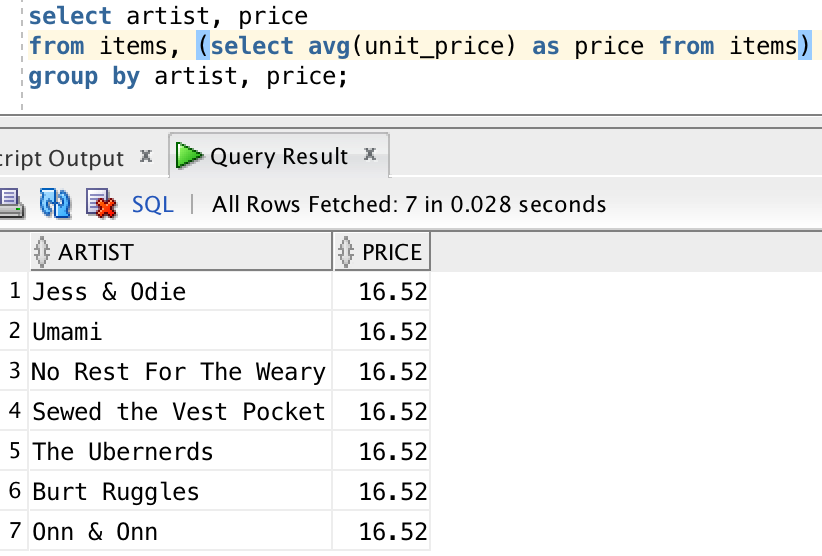 select artist, price
from items, (select avg(unit_price) as price from items)
group by artist, price;
cript Output x Query Result x
SQL | All Rows Fetched: 7 in 0.028 seconds
ARTIST PRICE
1 Jess & Odie 16.52
2 Umami 16.52
3 No Rest For The Weary 16.52
4 Sewed the Vest Pocket 16.52
5 The Ubernerds 16.52
6 Burt Ruggles 16.52
7 Onn & Onn 16.52